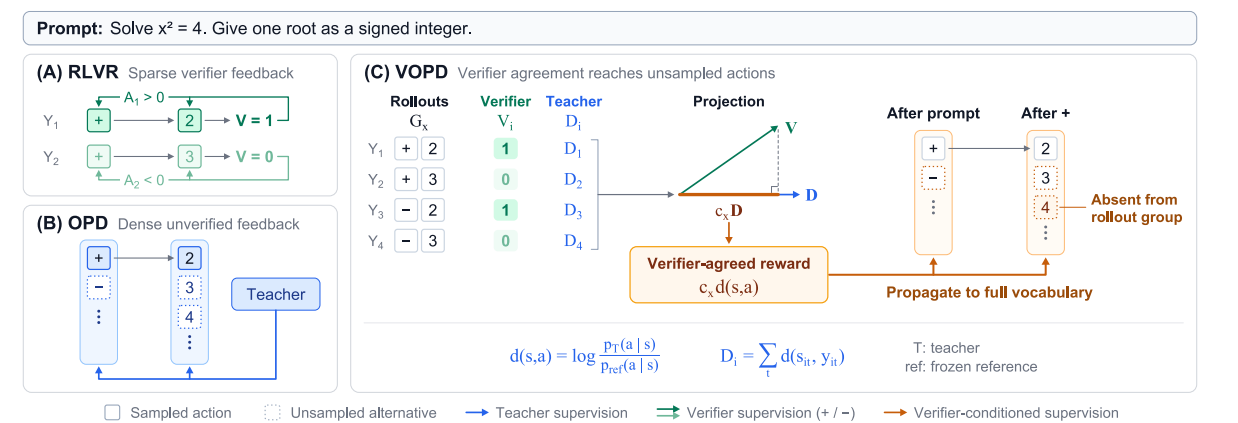 Prompt: Solve x² = 4. Give one root as a signed integer.
(A) RLVR Sparse verifier feedback
A₁ > 0
Y₁ + 2 V = 1
Y₂ + 3 V = 0
A₂ < 0
(B) OPD Dense unverified feedback
+ 2
− 3
⋮ 4
⋮
Teacher
(C) VOPD Verifier agreement reaches unsampled actions
Rollouts Verifier Teacher Projection
Gₓ Vᵢ Dᵢ
Y₁ + 2 1 D₁
Y₂ + 3 0 D₂
Y₃ − 2 1 D₃
Y₄ − 3 0 D₄
V
D
cₓD
Verifier-agreed reward
cₓd(s,a)
After prompt After +
+ 2
− 3
⋮ 4
⋮
Absent from
rollout group
Propagate to full vocabulary
d(s,a) = log p_T(a | s) / p_ref(a | s)
Dᵢ = ∑_t d(s_it, y_it)
T: teacher
ref: frozen reference
Sampled action Unsampled alternative Teacher supervision Verifier supervision (+ / −) Verifier-conditioned supervision